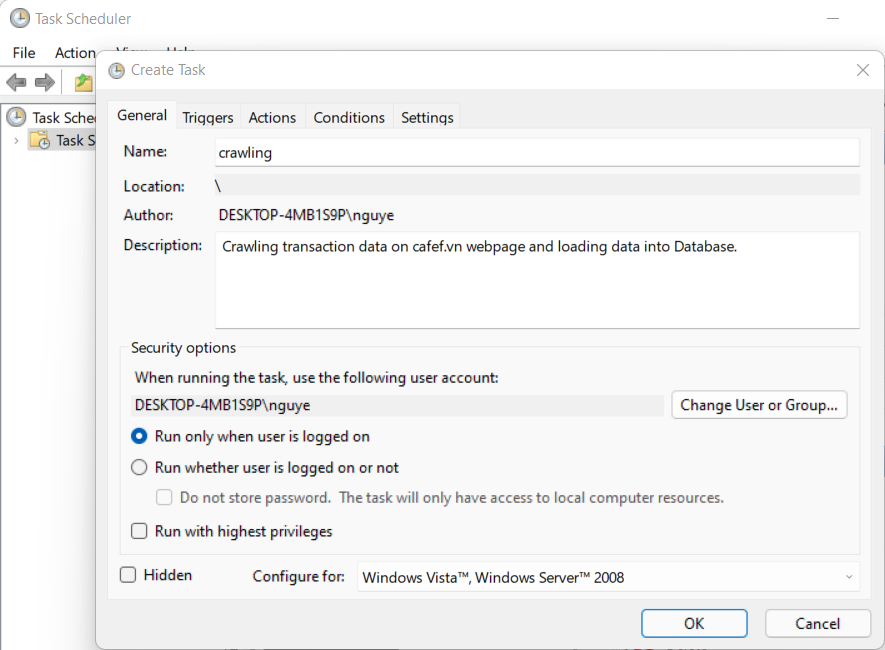 Task Scheduler
File Action View Help
Create Task
Task Sche
Task S
General Triggers Actions Conditions Settings
Name: crawling
Location: \
Author: DESKTOP-4MB1S9P\nguye
Description: Crawling transaction data on cafef.vn webpage and loading data into Database.
Security options
When running the task, use the following user account:
DESKTOP-4MB1S9P\nguye Change User or Group...
Run only when user is logged on
Run whether user is logged on or not
Do not store password. The task will only have access to local computer resources.
Run with highest privileges
Hidden Configure for: Windows Vista™, Windows Server™ 2008
OK Cancel